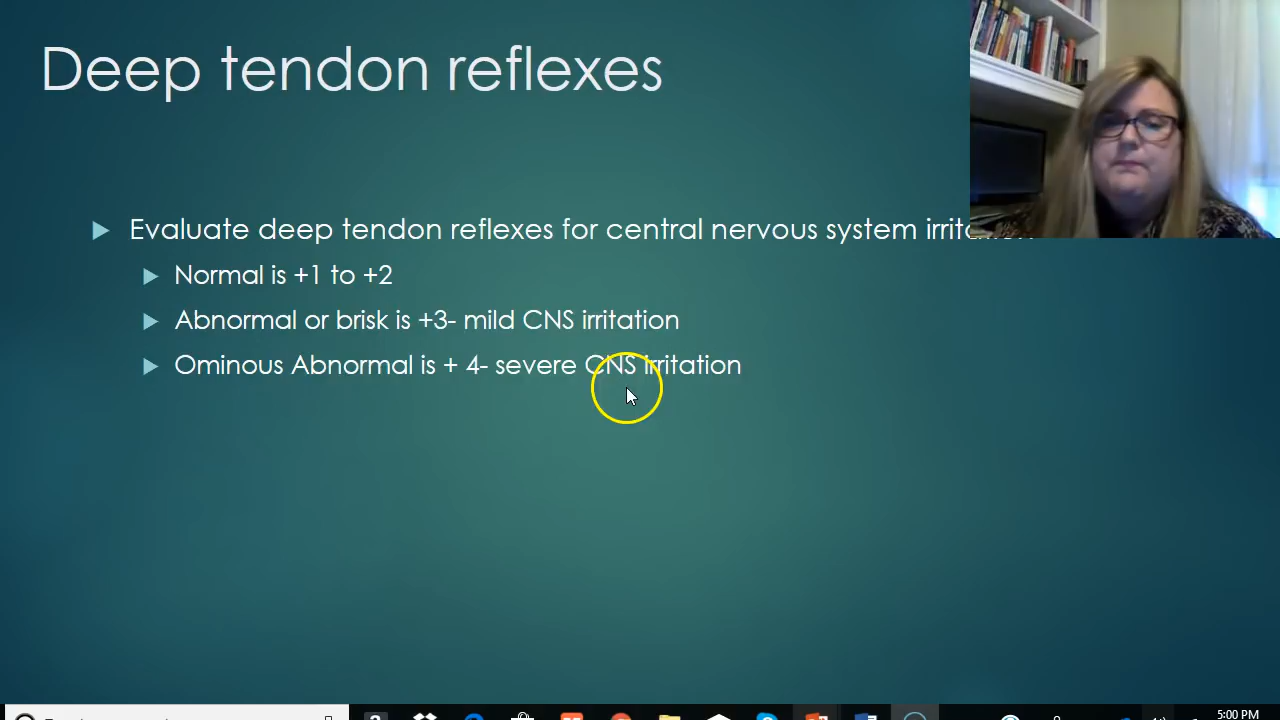 Deep tendon reflexes
Evaluate deep tendon reflexes for central nervous system
Normal is +1 to +2
Abnormal or brisk is +3- mild CNS irritation
Ominous Abnormal is + 4- severe CNS irritation
5:00 PM